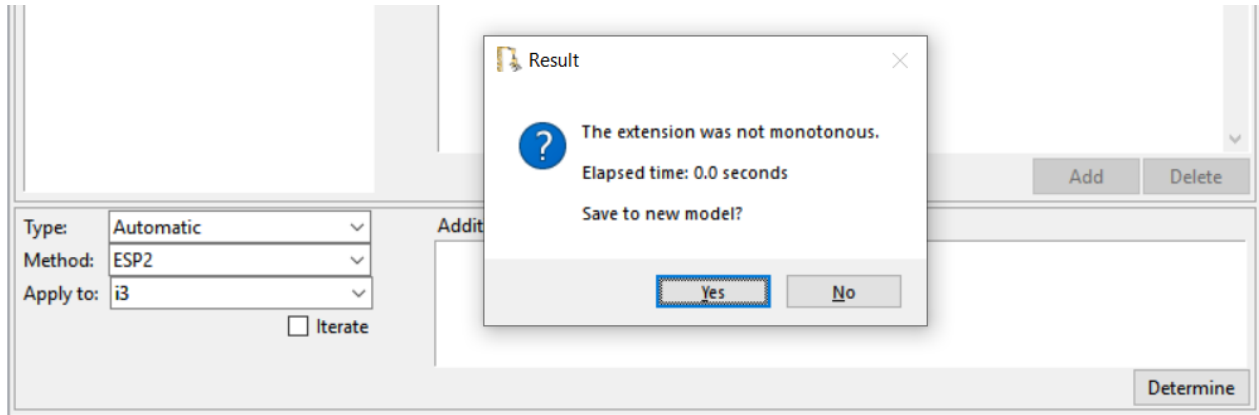 Result
The extension was not monotonous.
Elapsed time: 0.0 seconds
Save to new model?
Yes
No
Add
Delete
Type:
Automatic
Method:
ESP2
Apply to:
i3
Iterate
Addit
Determine